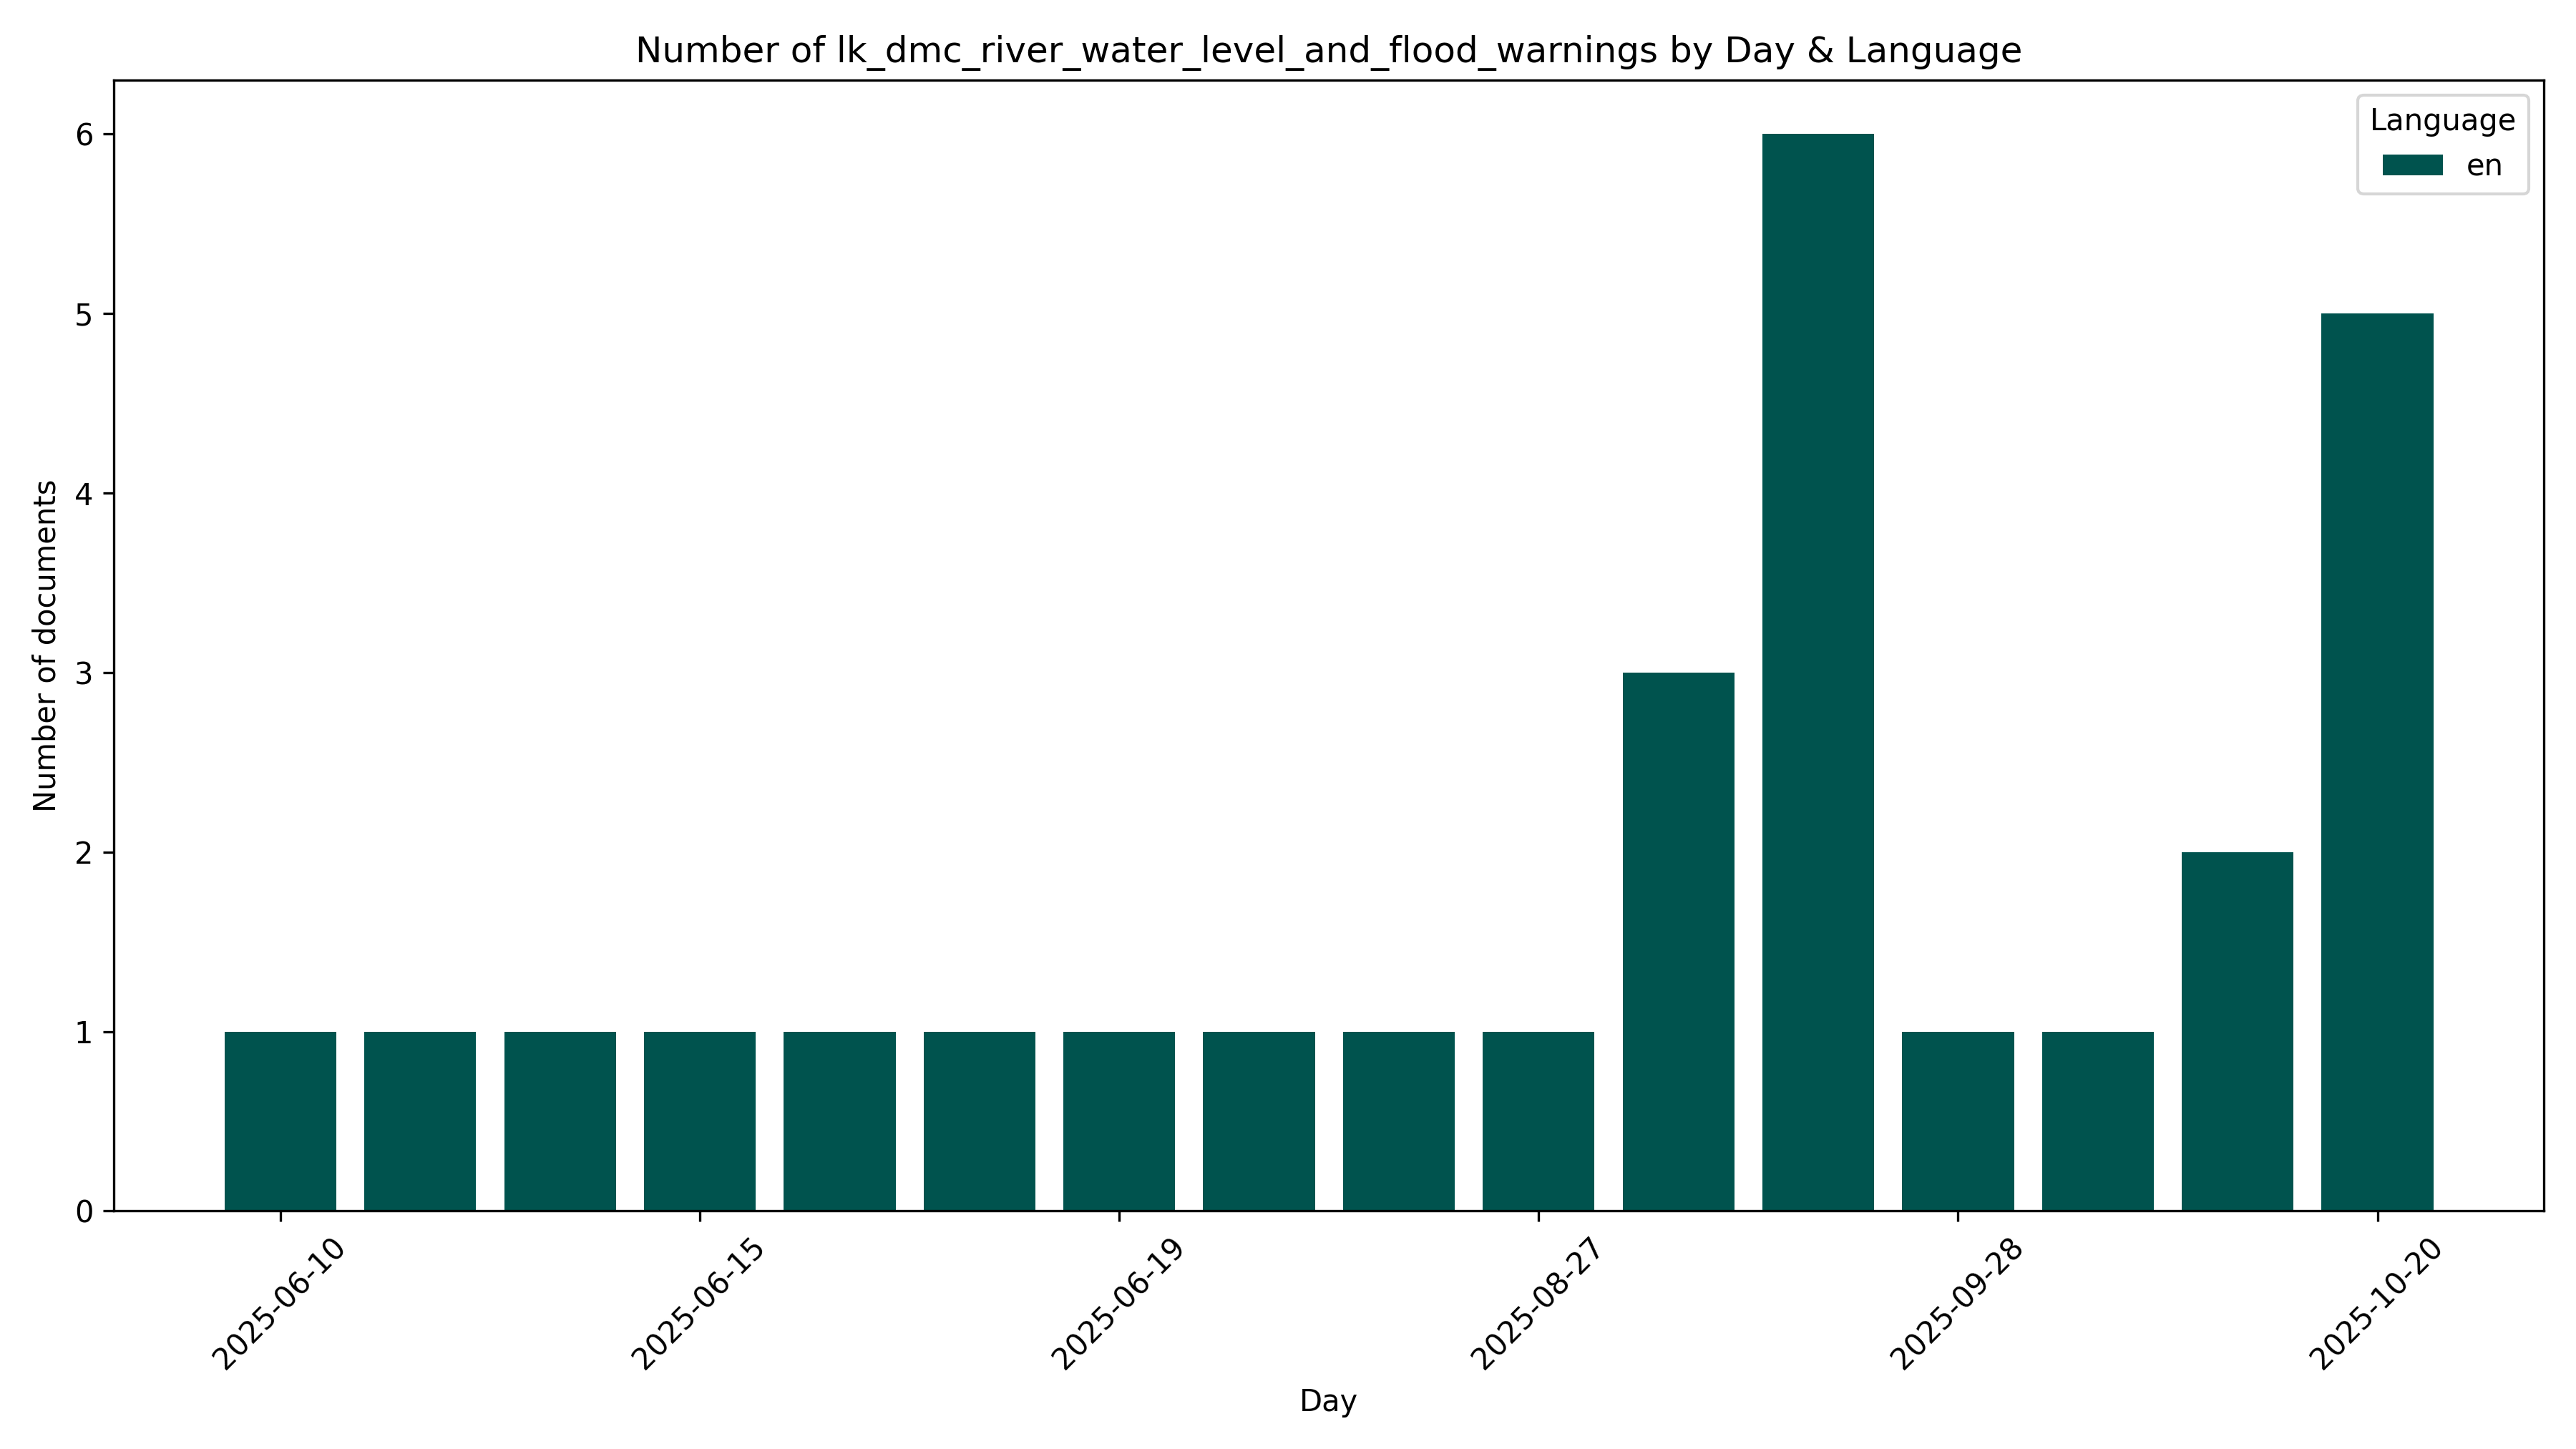 Number of lk_dmc_river_water_level_and_flood_warnings by Day & Language
Language
en
Number of documents
6
5
4
3
2
1
0
2025-06-10
2025-06-15
2025-06-19
2025-08-27
2025-09-28
2025-10-20
Day